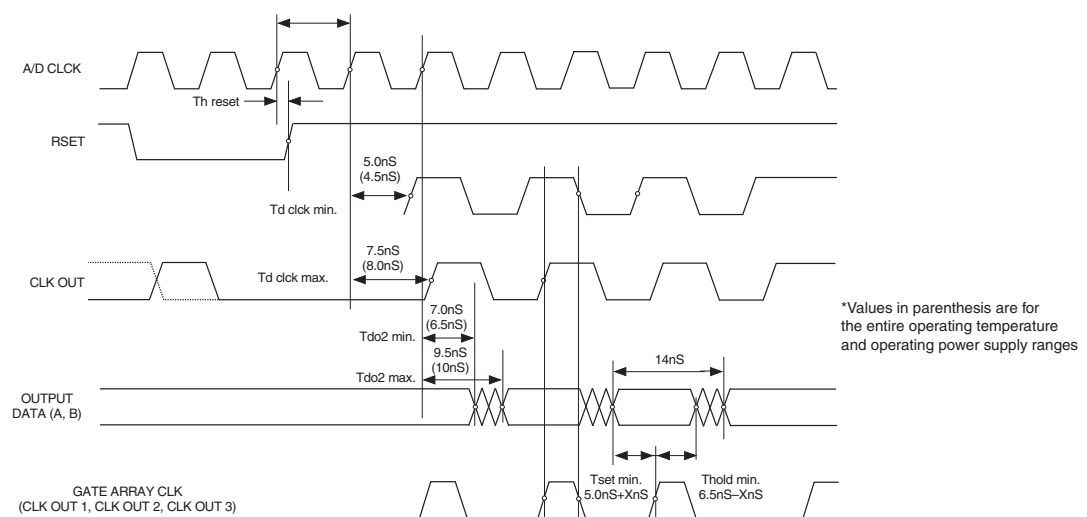 A/D CLCK
Th reset
RSET
5.0nS
(4.5nS)
Td clck min.
7.5nS
(8.0nS)
Td clck max.
CLK OUT
7.0nS
(6.5nS)
Tdo2 min.
9.5nS
(10nS)
Tdo2 max.
*Values in parenthesis are for
the entire operating temperature
and operating power supply ranges
14nS
OUTPUT
DATA (A, B)
Tset min.
5.0nS+XnS
Thold min.
6.5nS–XnS
GATE ARRAY CLK
(CLK OUT 1, CLK OUT 2, CLK OUT 3)